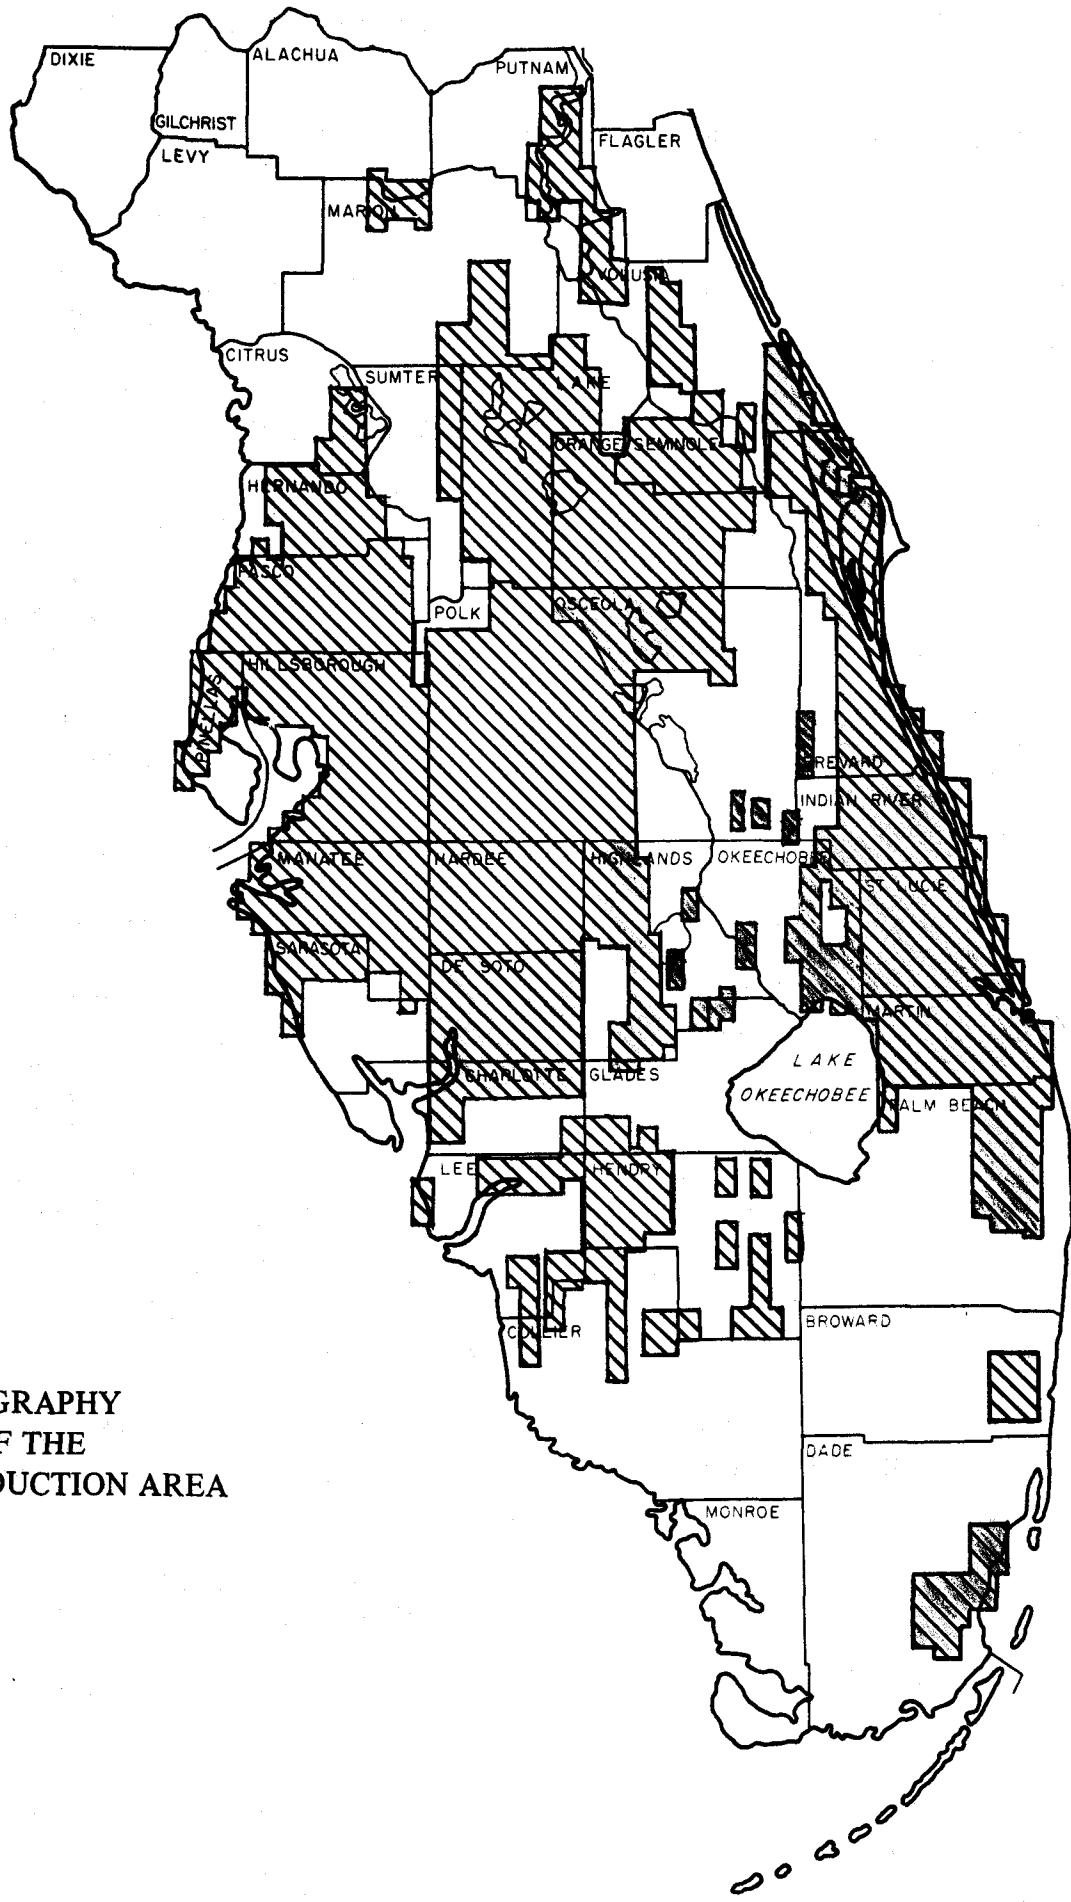 DIXIE
ALACHUA
PUTNAM
GILCHRIST
FLAGLER
LEVY
MARION
VOLUSIA
CITRUS
SUMTER
LAKE
ORANGE
SEMINOLE
HERNANDO
PASCO
POLK
OSCEOLA
HILLSBOROUGH
PINELLAS
BREVARD
INDIAN RIVER
MANATEE
HARDEE
HIGHLANDS
OKEECHOBEE
ST. LUCIE
SARASOTA
DE SOTO
MARTIN
LAKE
OKEECHOBEE
CHARLOTTE
GLADES
PALM BEACH
LEE
HENDRY
COLLIER
BROWARD
GRAPHY
F THE
DUCTION AREA
DADE
MONROE